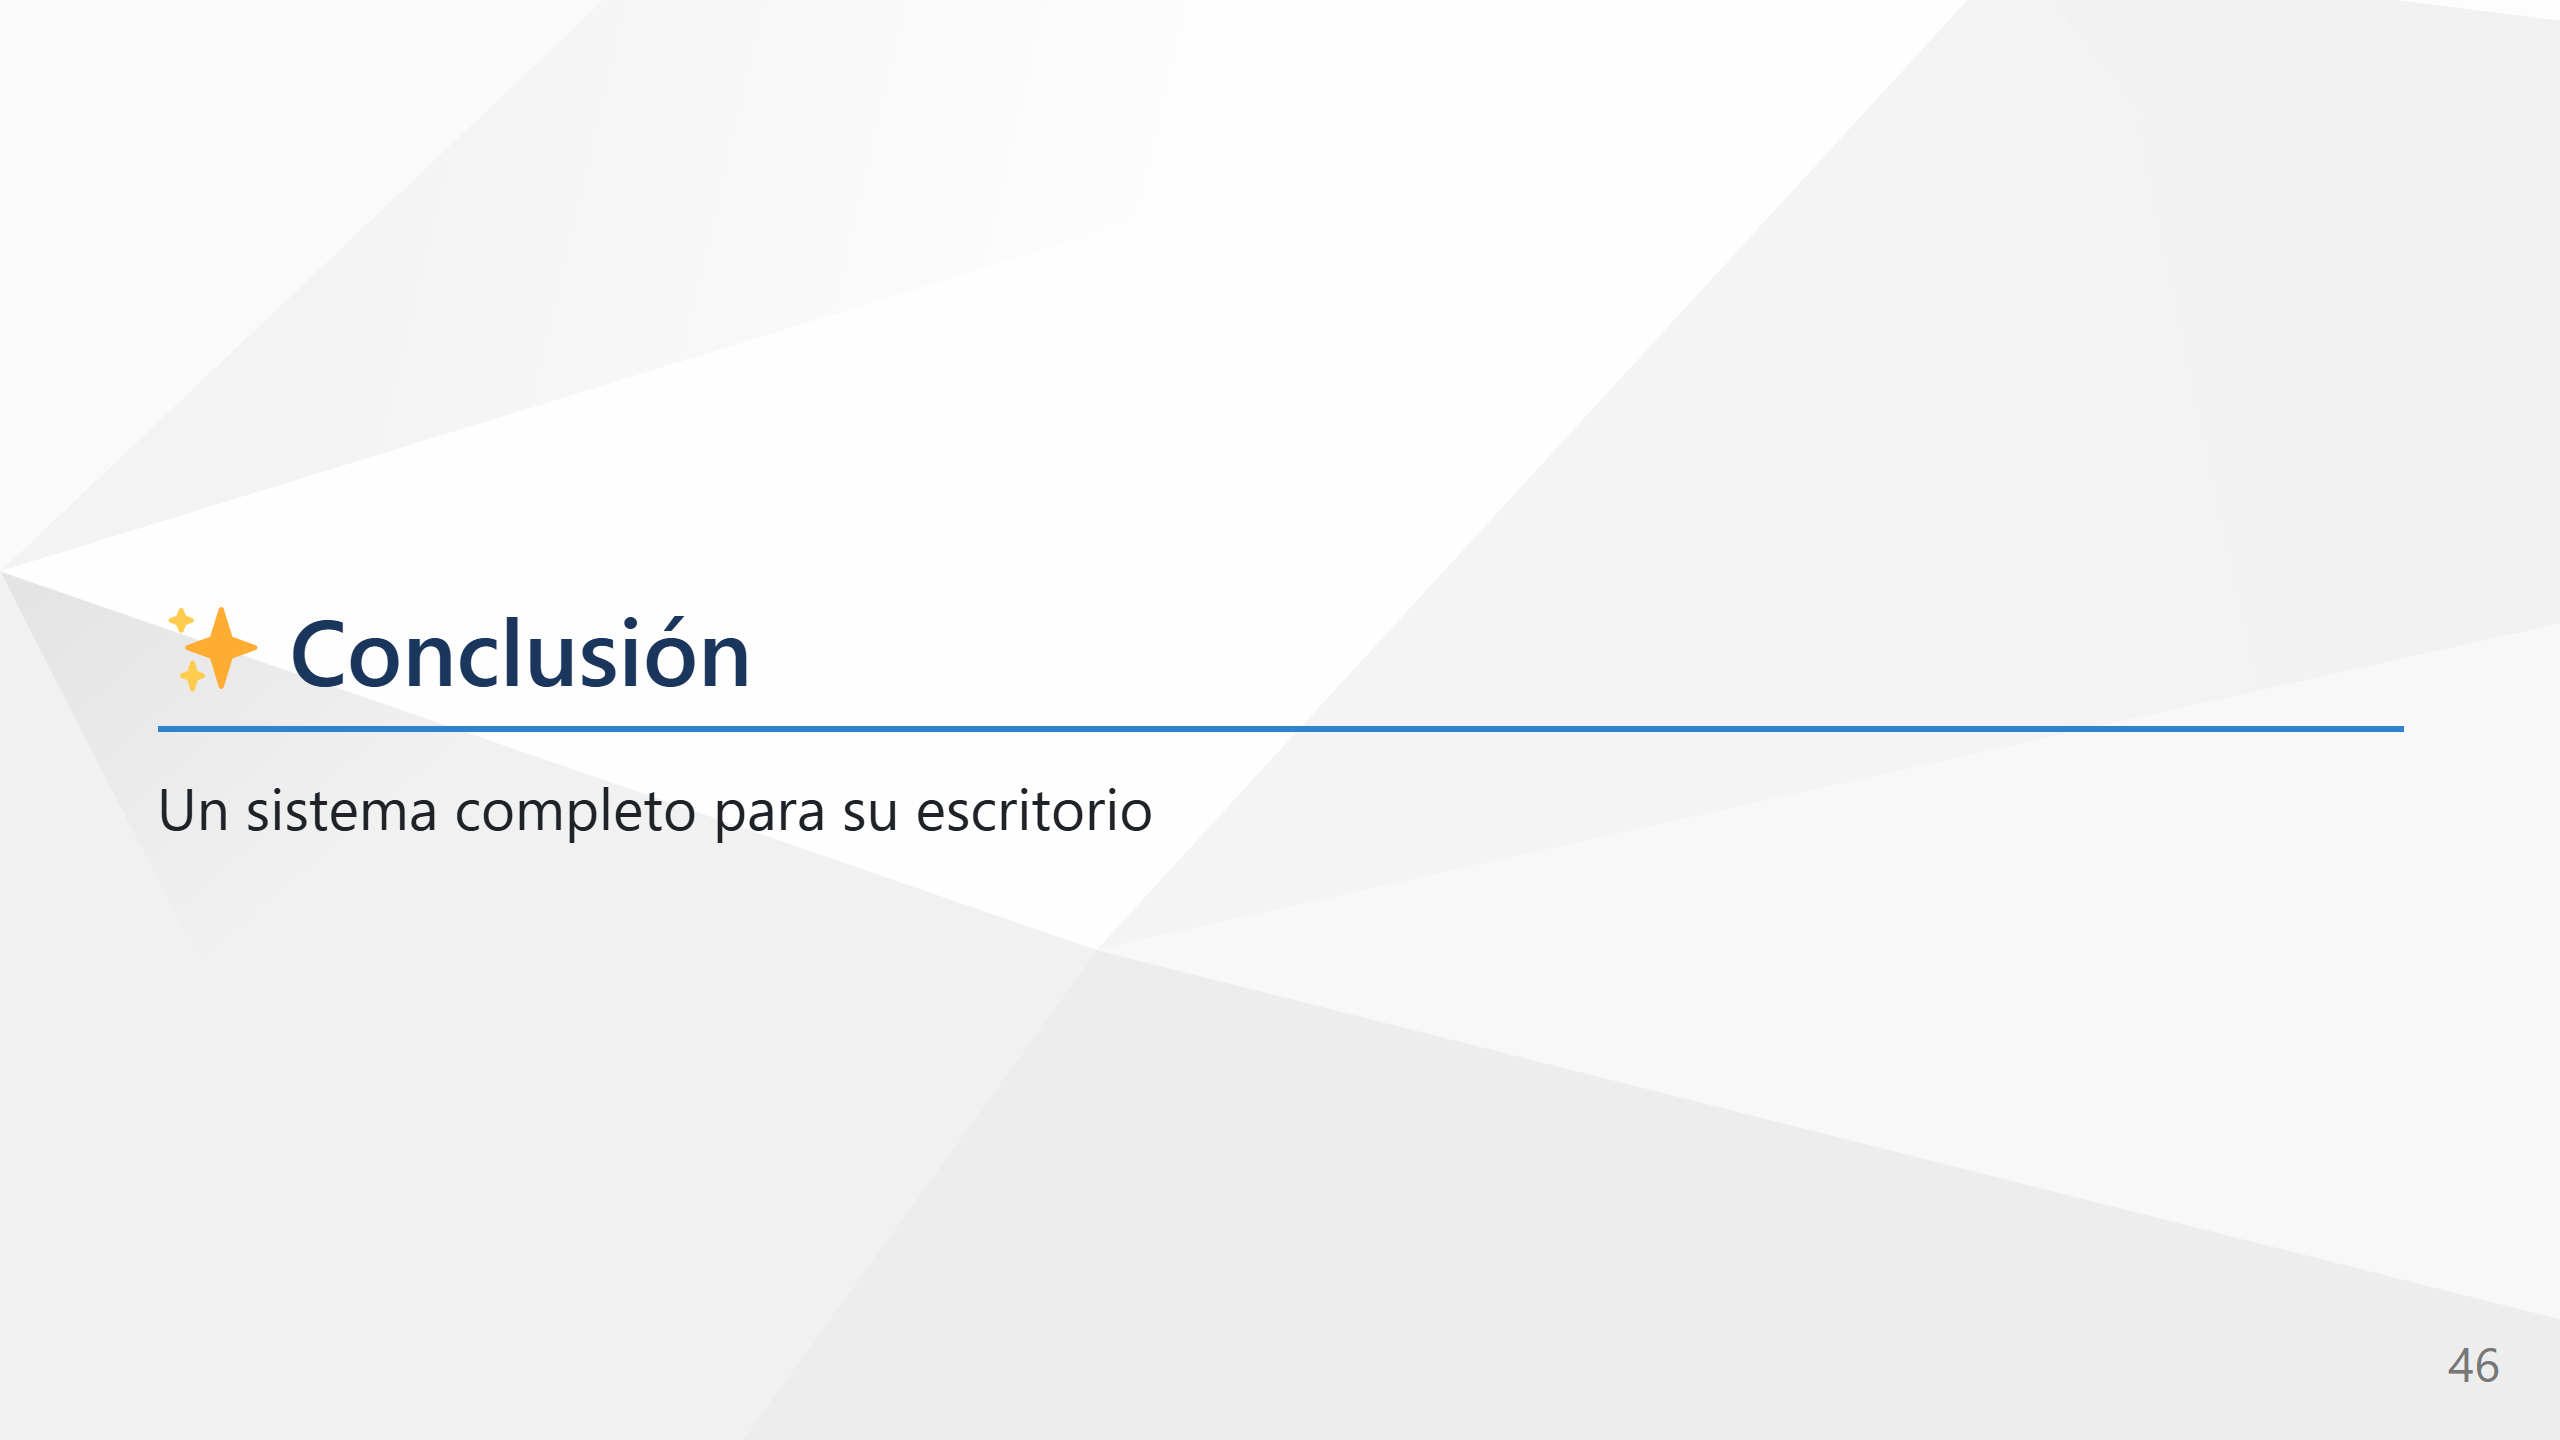 ✨ Conclusión
Un sistema completo para su escritorio
46